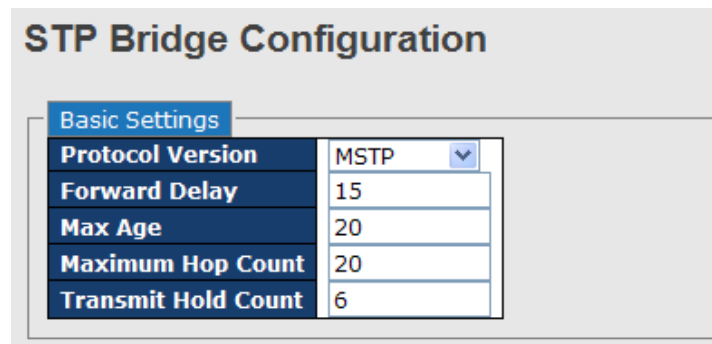 STP Bridge Configuration
Basic Settings
Protocol Version MSTP
Forward Delay 15
Max Age 20
Maximum Hop Count 20
Transmit Hold Count 6